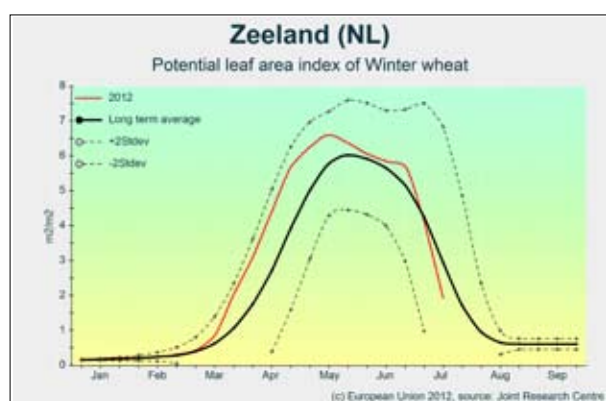 Zeeland (NL)
Potential leaf area index of Winter wheat
8
7
6
5
4
3
2
1
0
m2/m2
2012
Long term average
+2Stdev
-2Stdev
Jan Feb Mar Apr May Jun Jul Aug Sep
(c) European Union 2012, source: Joint Research Centre